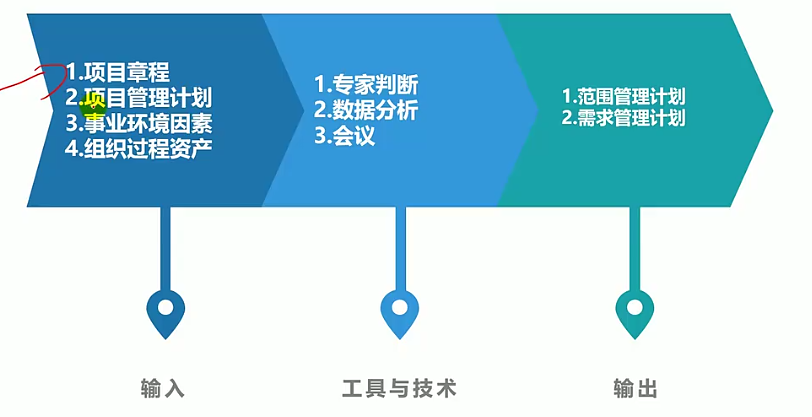 1.项目章程
2.项目管理计划
3.事业环境因素
4.组织过程资产
1.专家判断
2.数据分析
3.会议
1.范围管理计划
2.需求管理计划
输入
工具与技术
输出